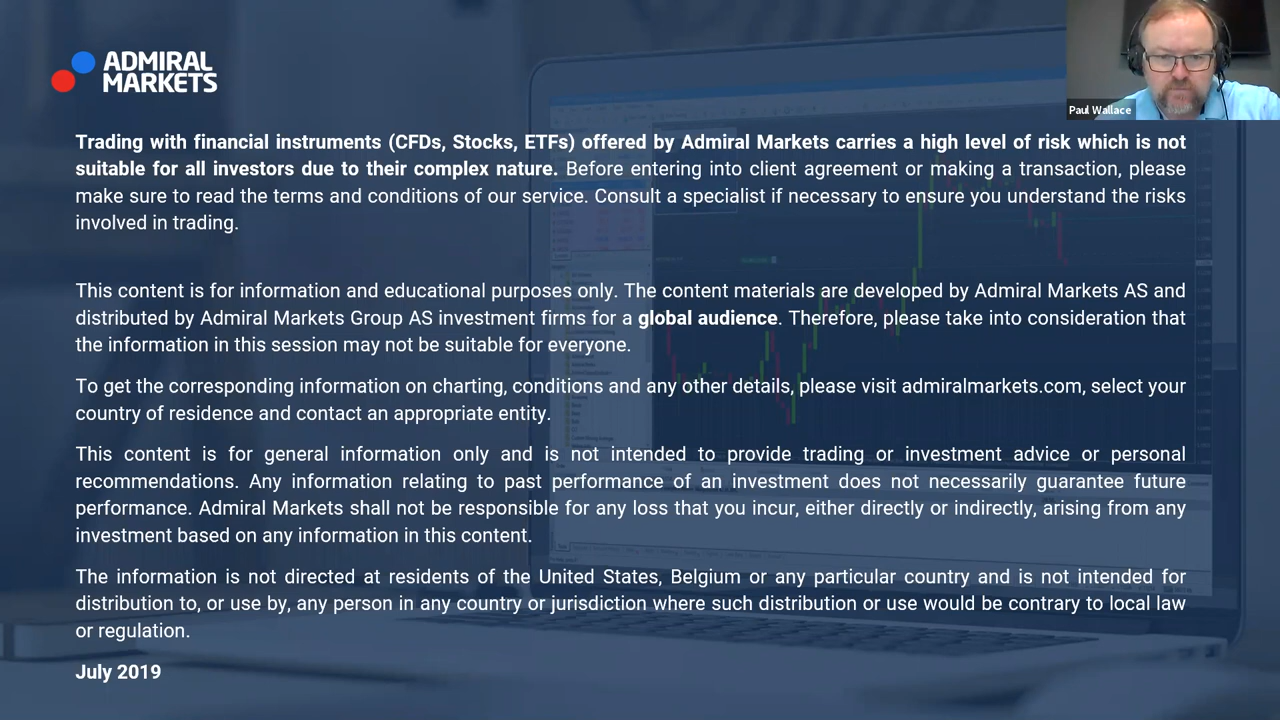 ADMIRAL
MARKETS
Paul Wallace
Trading with financial instruments (CFDs, Stocks, ETFs) offered by Admiral Markets carries a high level of risk which is not
suitable for all investors due to their complex nature. Before entering into client agreement or making a transaction, please
make sure to read the terms and conditions of our service. Consult a specialist if necessary to ensure you understand the risks
involved in trading.
This content is for information and educational purposes only. The content materials are developed by Admiral Markets AS and
distributed by Admiral Markets Group AS investment firms for a global audience. Therefore, please take into consideration that
the information in this session may not be suitable for everyone.
To get the corresponding information on charting, conditions and any other details, please visit admiralmarkets.com, select your
country of residence and contact an appropriate entity.
This content is for general information only and is not intended to provide trading or investment advice or personal
recommendations. Any information relating to past performance of an investment does not necessarily guarantee future
performance. Admiral Markets shall not be responsible for any loss that you incur, either directly or indirectly, arising from any
investment based on any information in this content.
The information is not directed at residents of the United States, Belgium or any particular country and is not intended for
distribution to, or use by, any person in any country or jurisdiction where such distribution or use would be contrary to local law
or regulation.
July 2019